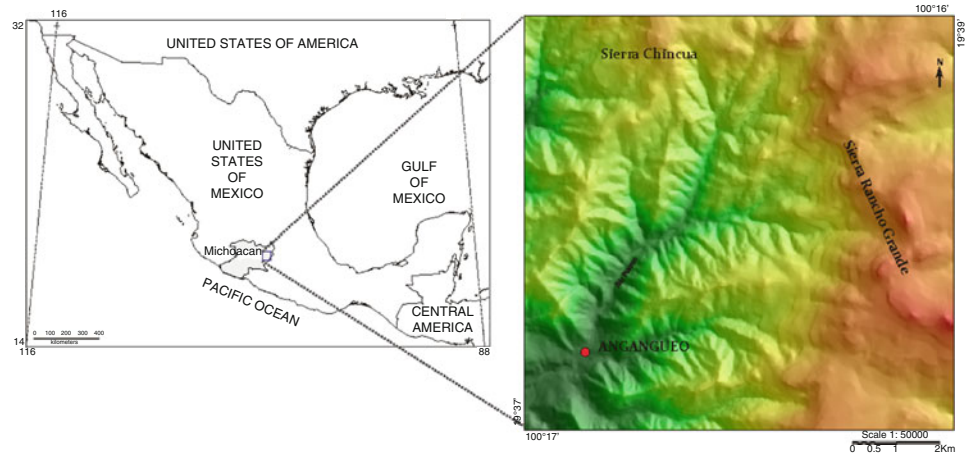 116
32
UNITED STATES OF AMERICA
UNITED
STATES
OF
MEXICO
GULF
OF
MEXICO
Michoacan
PACIFIC OCEAN
CENTRAL
AMERICA
0 100 200 300 400
kilometers
14
116
88
100°16'
19°39'
Sierra Chincua
N
Sierra Rancho Grande
ANGANGUEO
19°37'
100°17'
Scale 1: 50000
0 0.5 1 2Km